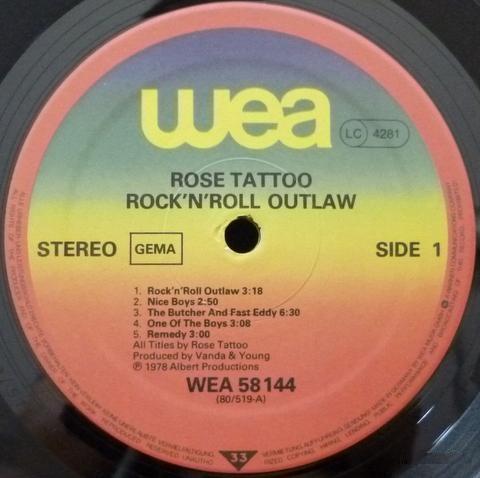 wea
LC 4281
ROSE TATTOO
ROCK'N'ROLL OUTLAW
STEREO GEMA SIDE 1
1. Rock'n'Roll Outlaw 3:18
2. Nice Boys 2:50
3. The Butcher And Fast Eddy 6:30
4. One Of The Boys 3:08
5. Remedy 3:00
All Titles by Rose Tattoo
Produced by Vanda & Young
℗ 1978 Albert Productions
WEA 58 144
(80/519-A)
33